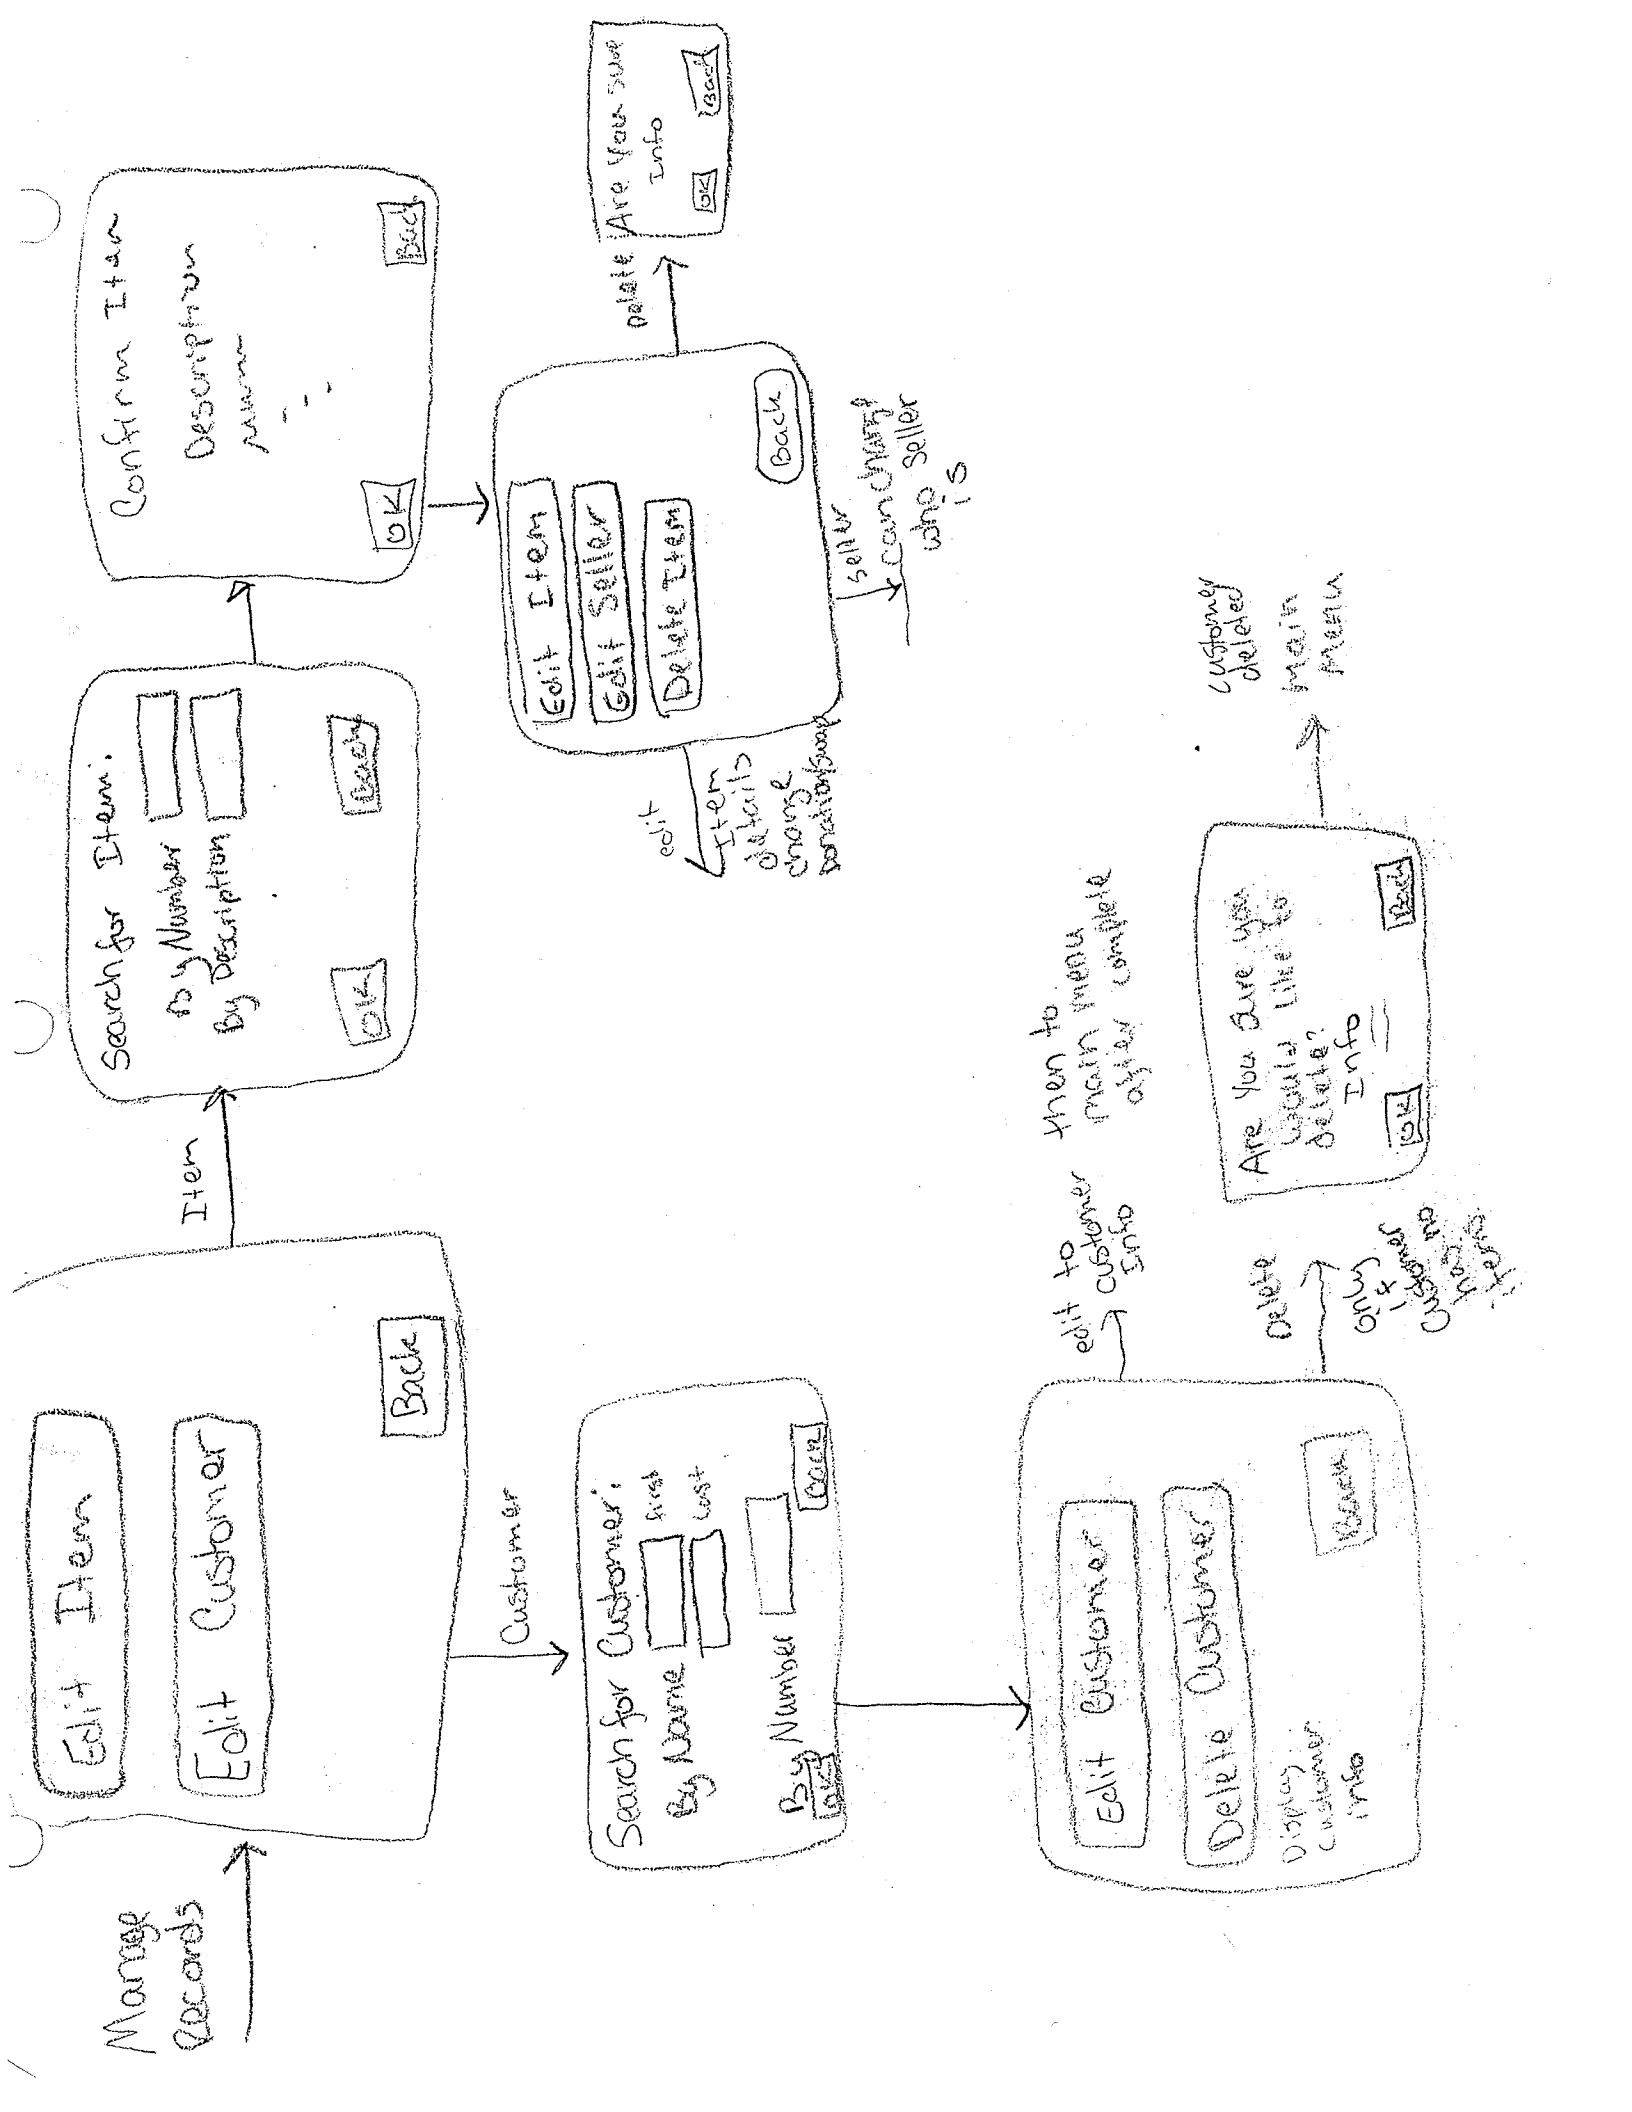 Manage
Records
Edit Item
Edit Customer
Back
Item
Search for Item:
By Number
By Description
OK
Back
Confirm Item
Description
OK
Back
Edit Item
Edit Seller
Delete Item
Back
edit
Item
details
change
seller
can change
who seller
is
Delete
Are You sure
Info
OK
Back
Customer
Search for Customer:
By Name
first
last
By Number
OK
Back
Edit Customer
Delete Customer
Display
customer
info
Back
edit to
customer
Info
then to
main menu
after complete
Delete
only
if
customer
has no
items
Are You Sure you
would like to
delete?
Info
OK
Back
customer
deleted
Main
Menu